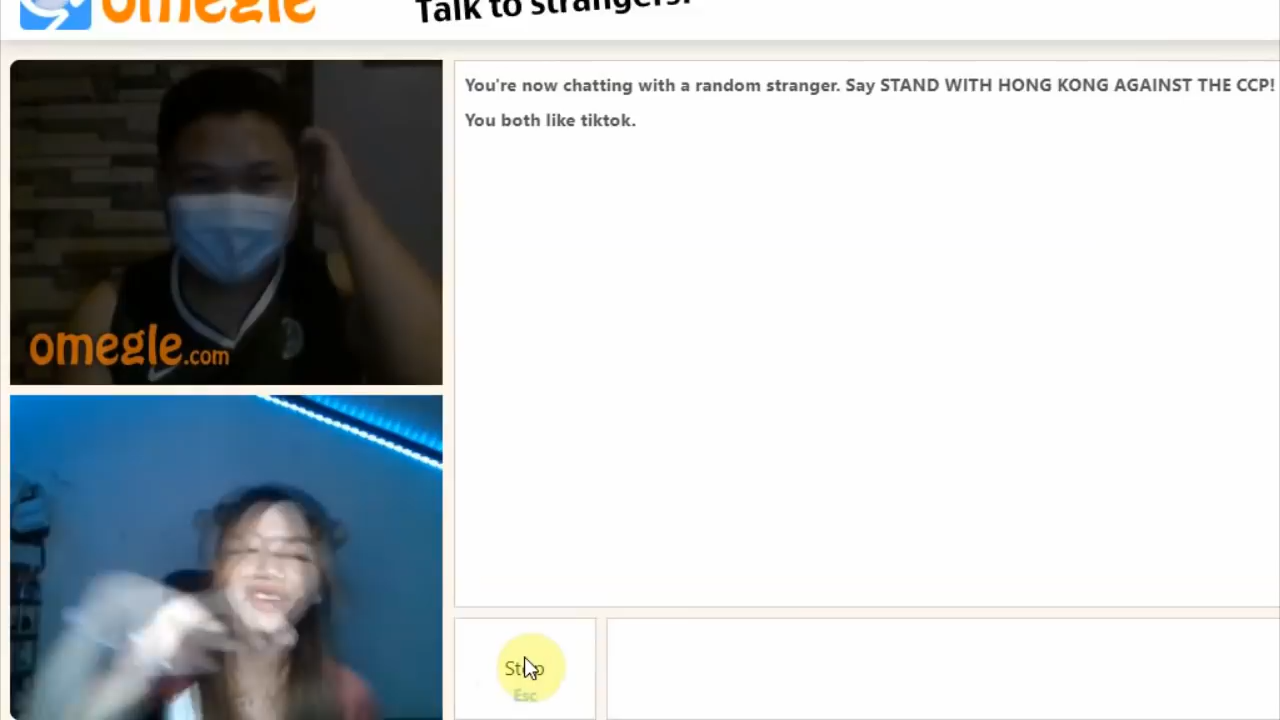 omegle
Talk to strangers!
You're now chatting with a random stranger. Say STAND WITH HONG KONG AGAINST THE CCP!
You both like tiktok.
omegle.com
Stop
Esc